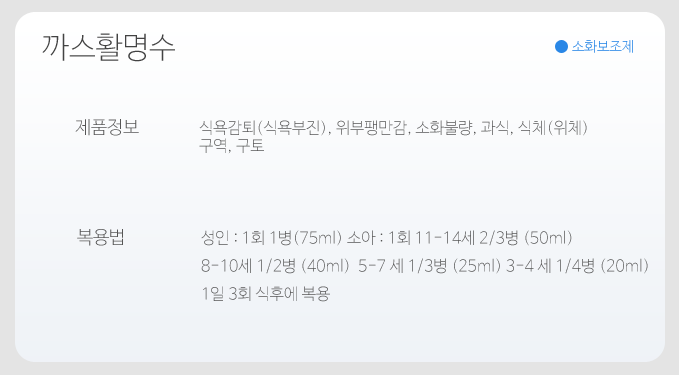 까스활명수
소화보조제
제품정보
식욕감퇴(식욕부진), 위부팽만감, 소화불량, 과식, 식체(위체)
구역, 구토
복용법
성인 : 1회 1병(75ml) 소아 : 1회 11-14세 2/3병 (50ml)
8-10세 1/2병 (40ml) 5-7 세 1/3병 (25ml) 3-4 세 1/4병 (20ml)
1일 3회 식후에 복용